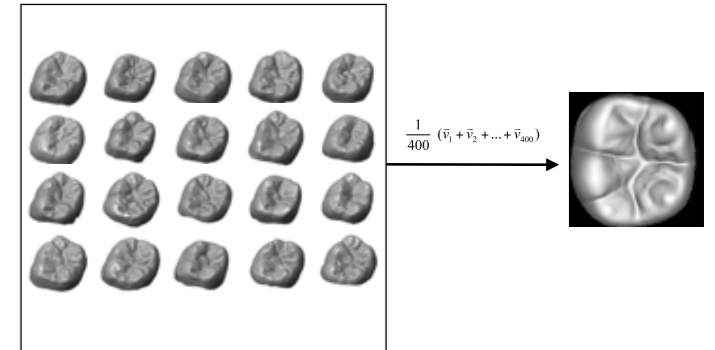 1/400 (v̄₁ + v̄₂ + ... + v̄₄₀₀)